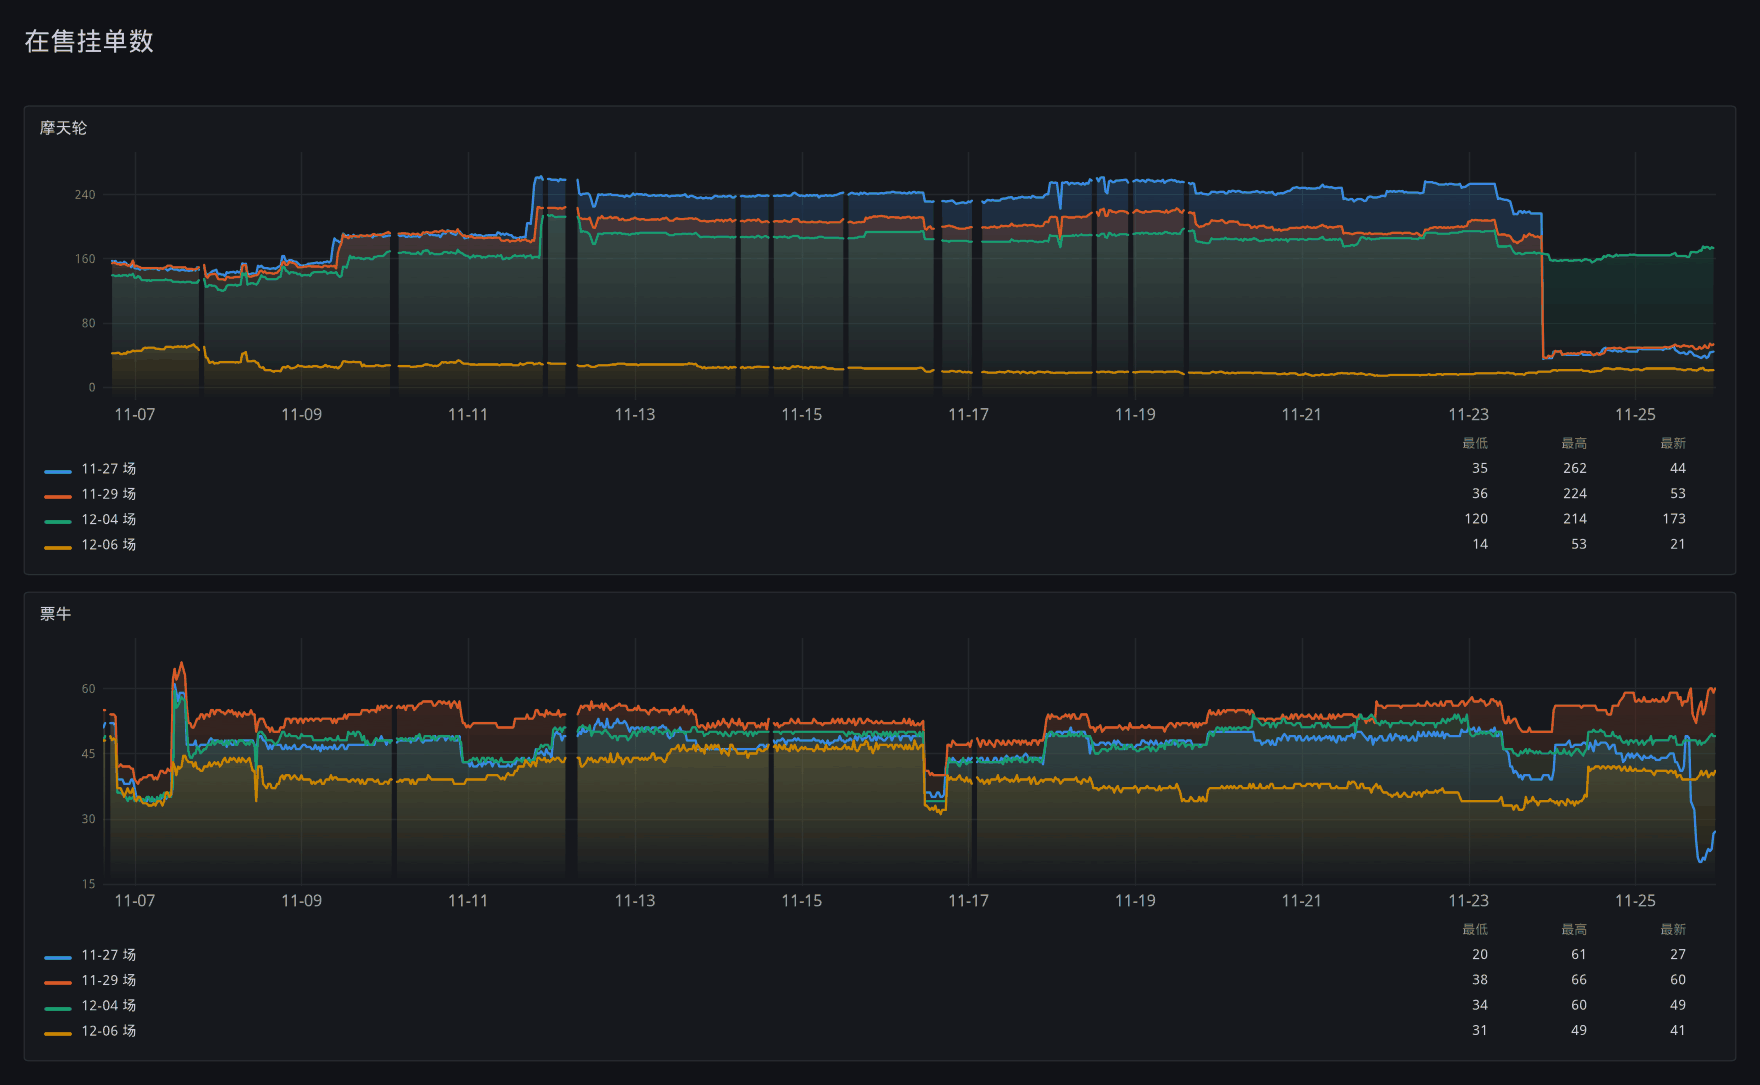 在售挂单数
摩天轮
240
160
80
0
11-07 11-09 11-11 11-13 11-15 11-17 11-19 11-21 11-23 11-25
最低 最高 最新
11-27 场 35 262 44
11-29 场 36 224 53
12-04 场 120 214 173
12-06 场 14 53 21
票牛
60
45
30
15
11-07 11-09 11-11 11-13 11-15 11-17 11-19 11-21 11-23 11-25
最低 最高 最新
11-27 场 20 61 27
11-29 场 38 66 60
12-04 场 34 60 49
12-06 场 31 49 41